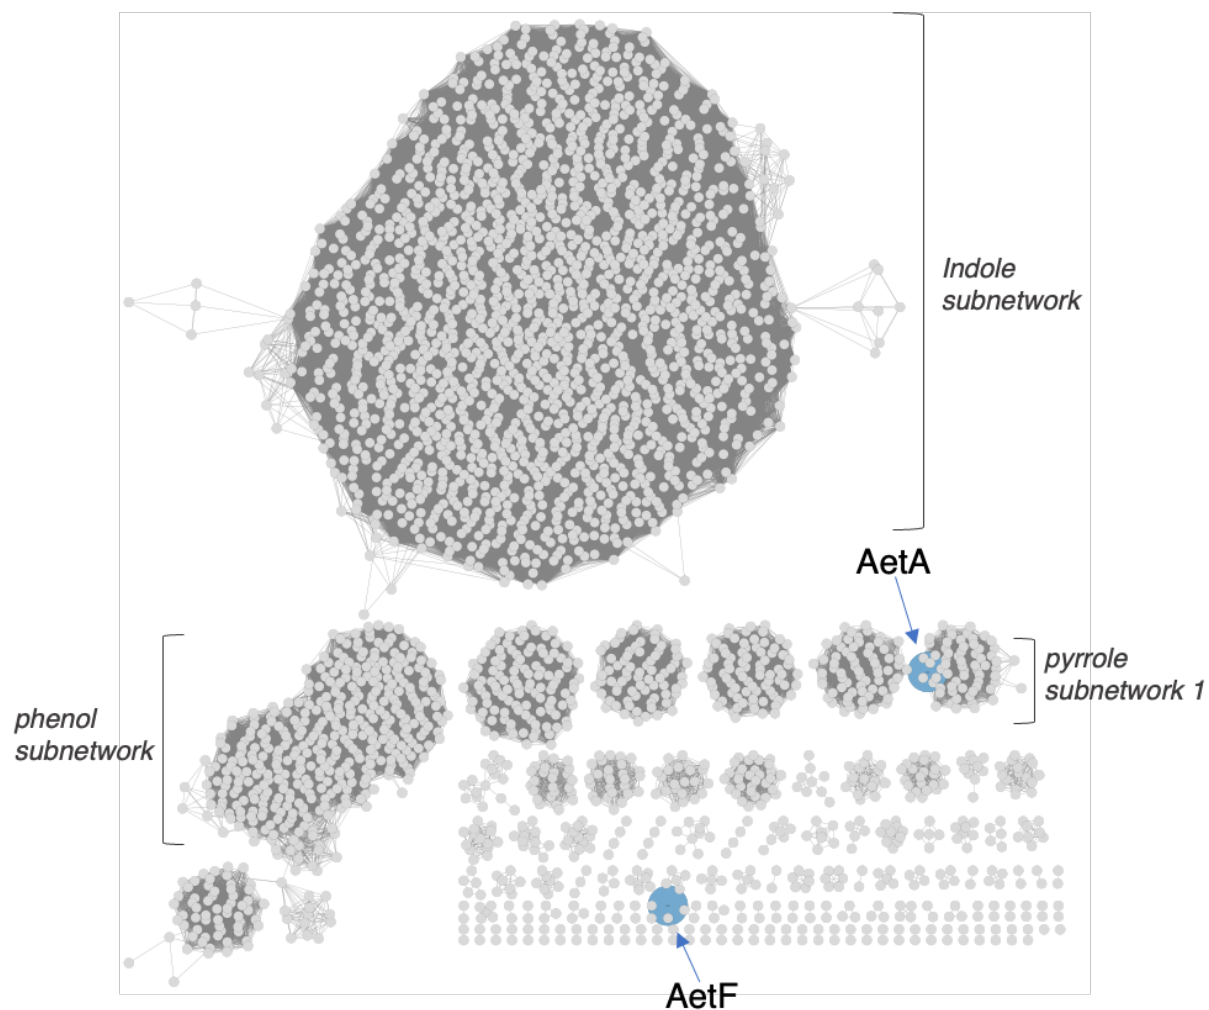 Indole
subnetwork
AetA
pyrrole
subnetwork 1
phenol
subnetwork
AetF